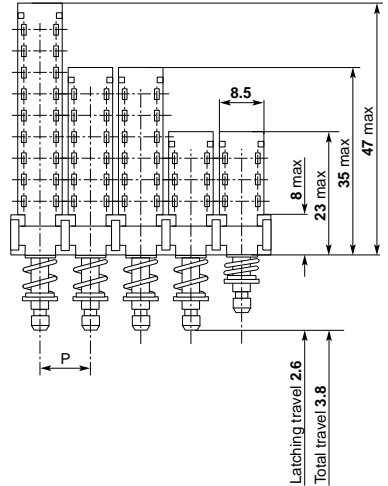 8.5
8 max
23 max
35 max
47 max
P
Latching travel 2.6
Total travel 3.8